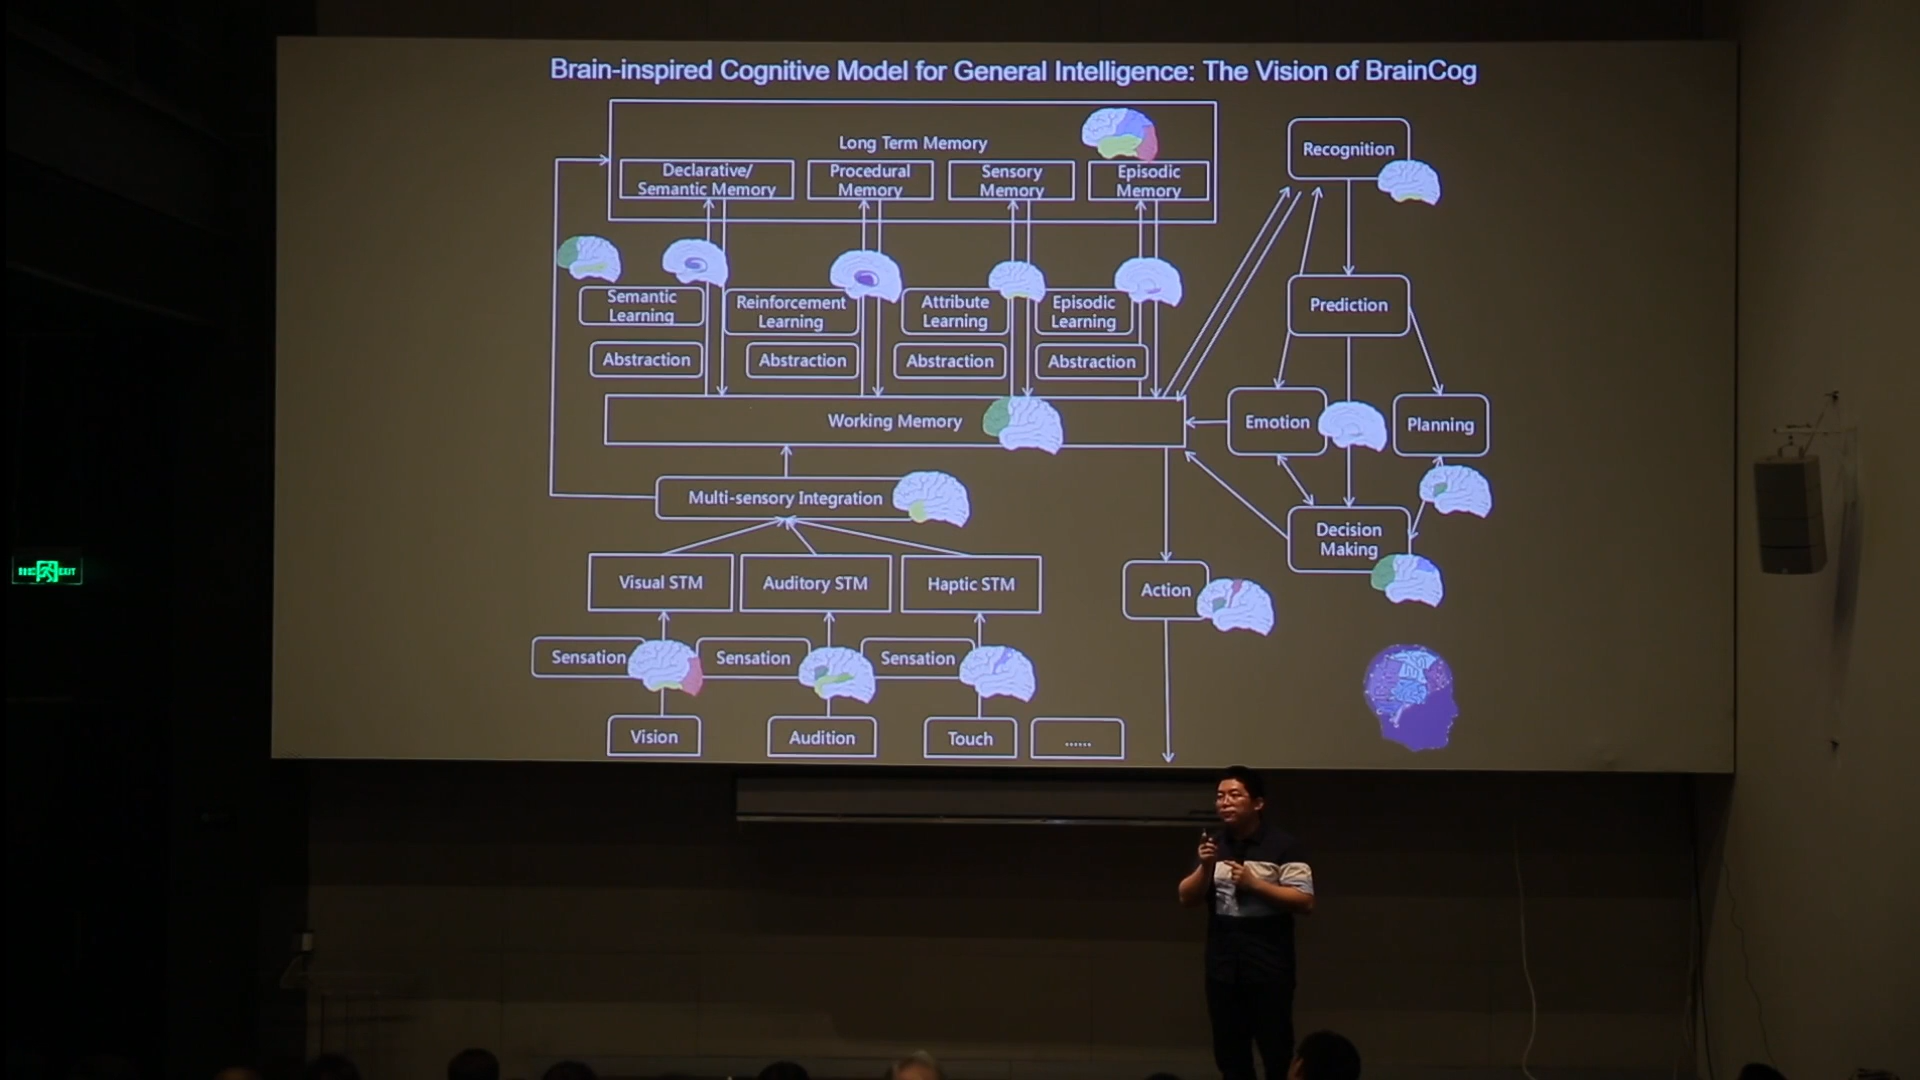 Brain-inspired Cognitive Model for General Intelligence: The Vision of BrainCog
Long Term Memory
Declarative/
Semantic Memory
Procedural
Memory
Sensory
Memory
Episodic
Memory
Recognition
Semantic
Learning
Reinforcement
Learning
Attribute
Learning
Episodic
Learning
Prediction
Abstraction
Abstraction
Abstraction
Abstraction
Working Memory
Emotion
Planning
Multi-sensory Integration
Decision
Making
Visual STM
Auditory STM
Haptic STM
Action
Sensation
Sensation
Sensation
Vision
Audition
Touch
......
EXIT